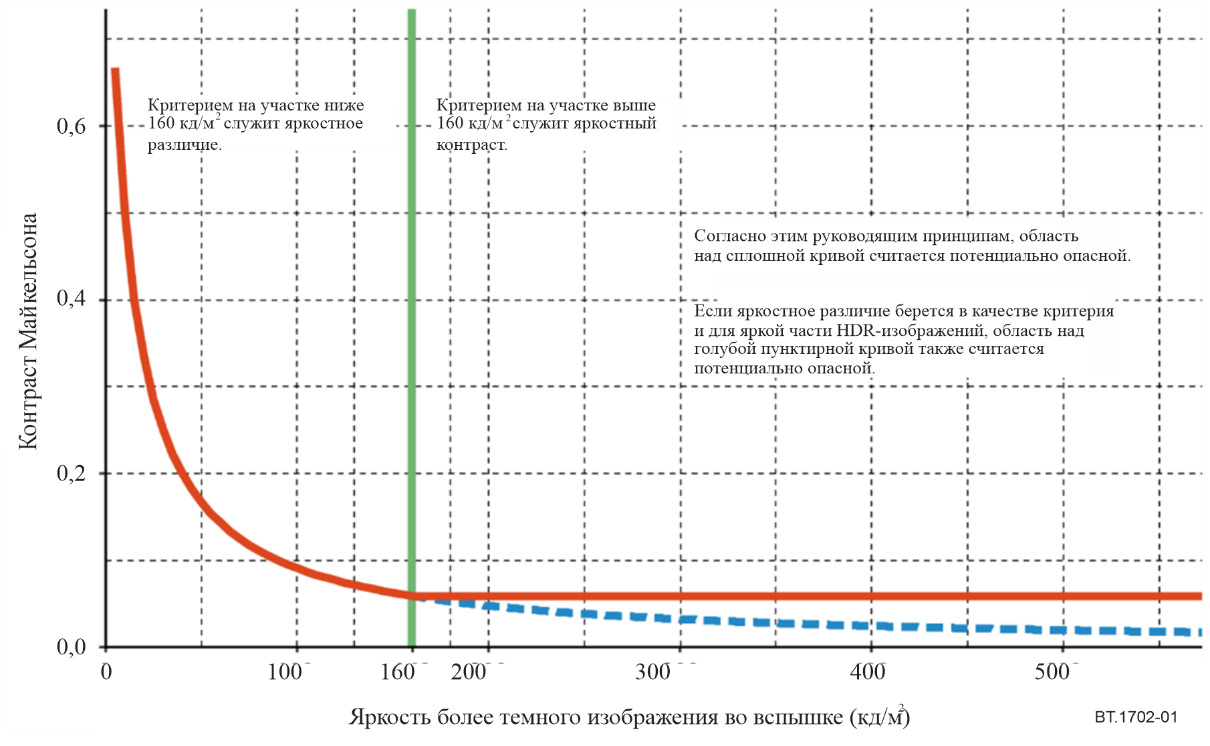 Критерием на участке ниже
160 кд/м² служит яркостное
различие.
Критерием на участке выше
160 кд/м² служит яркостный
контраст.
Согласно этим руководящим принципам, область
над сплошной кривой считается потенциально опасной.
Если яркостное различие берется в качестве критерия
и для яркой части HDR-изображений, область над
голубой пунктирной кривой также считается
потенциально опасной.
Контраст Майкельсона
0,6
0,4
0,2
0,0
0 100 160 200 300 400 500
Яркость более темного изображения во вспышке (кд/м²)
BT.1702-01